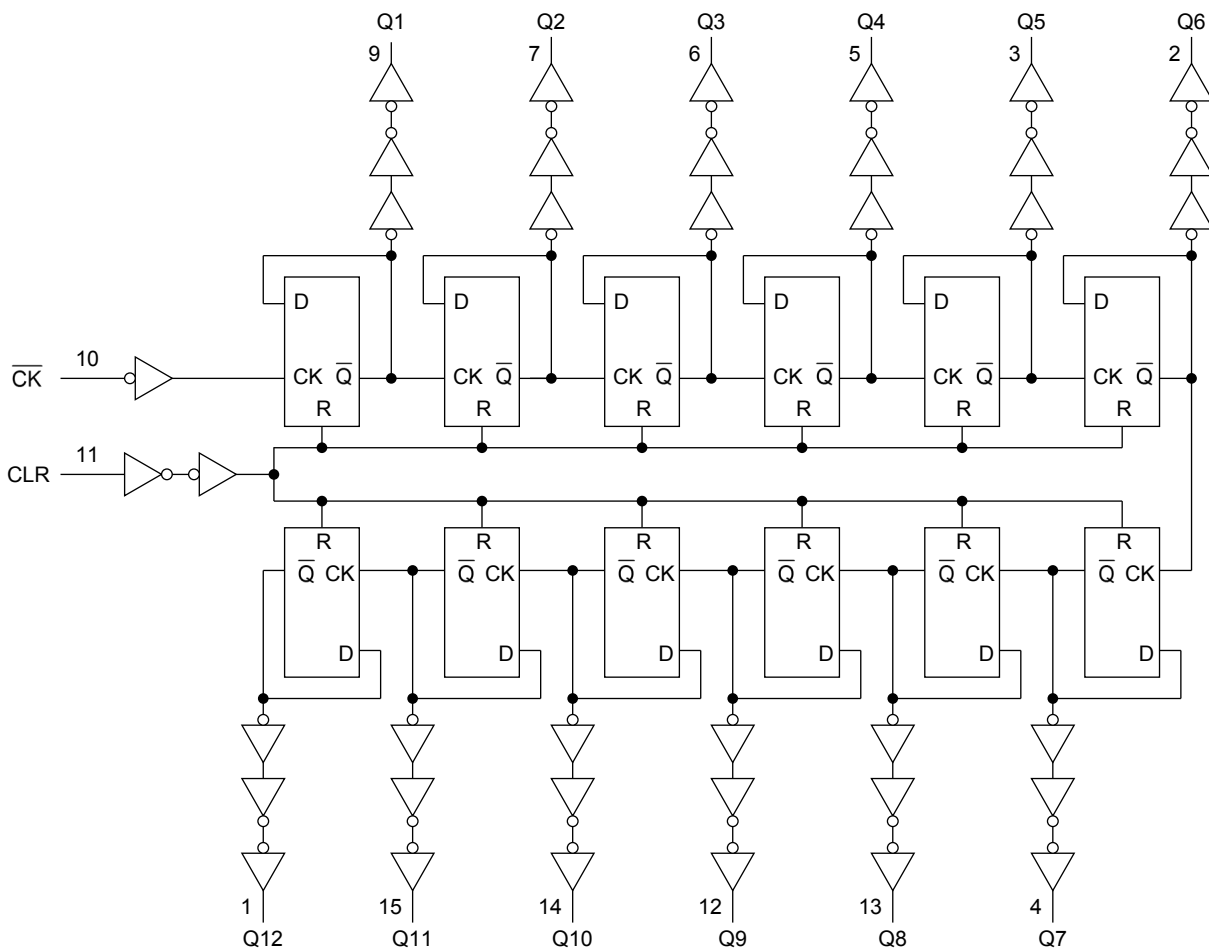 Q1 Q2 Q3 Q4 Q5 Q6
9 7 6 5 3 2
D D D D D D
C̅K̅ 10 CK Q̅ CK Q̅ CK Q̅ CK Q̅ CK Q̅ CK Q̅
R R R R R R
CLR 11
R R R R R R
Q̅ CK Q̅ CK Q̅ CK Q̅ CK Q̅ CK Q̅ CK
D D D D D D
1 15 14 12 13 4
Q12 Q11 Q10 Q9 Q8 Q7